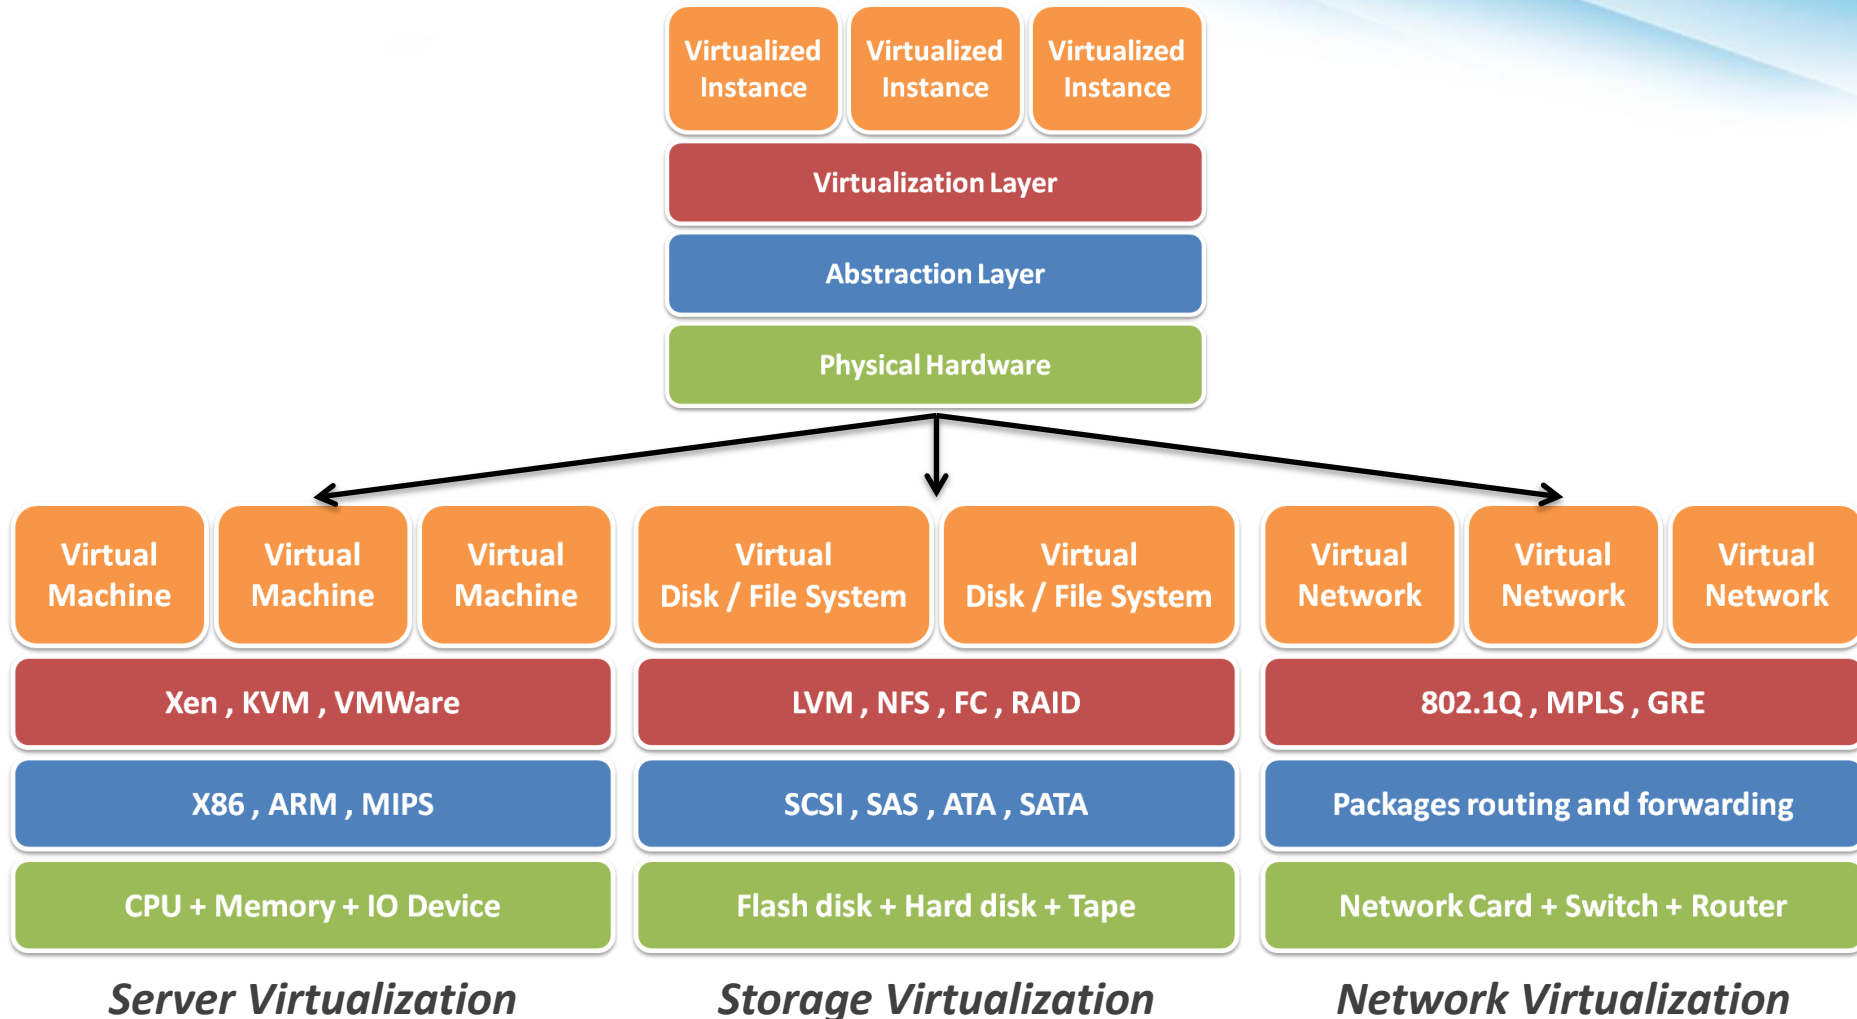 Virtualized
Instance
Virtualized
Instance
Virtualized
Instance
Virtualization Layer
Abstraction Layer
Physical Hardware
Virtual
Machine
Virtual
Machine
Virtual
Machine
Xen , KVM , VMWare
X86 , ARM , MIPS
CPU + Memory + IO Device
Server Virtualization
Virtual
Disk / File System
Virtual
Disk / File System
LVM , NFS , FC , RAID
SCSI , SAS , ATA , SATA
Flash disk + Hard disk + Tape
Storage Virtualization
Virtual
Network
Virtual
Network
Virtual
Network
802.1Q , MPLS , GRE
Packages routing and forwarding
Network Card + Switch + Router
Network Virtualization